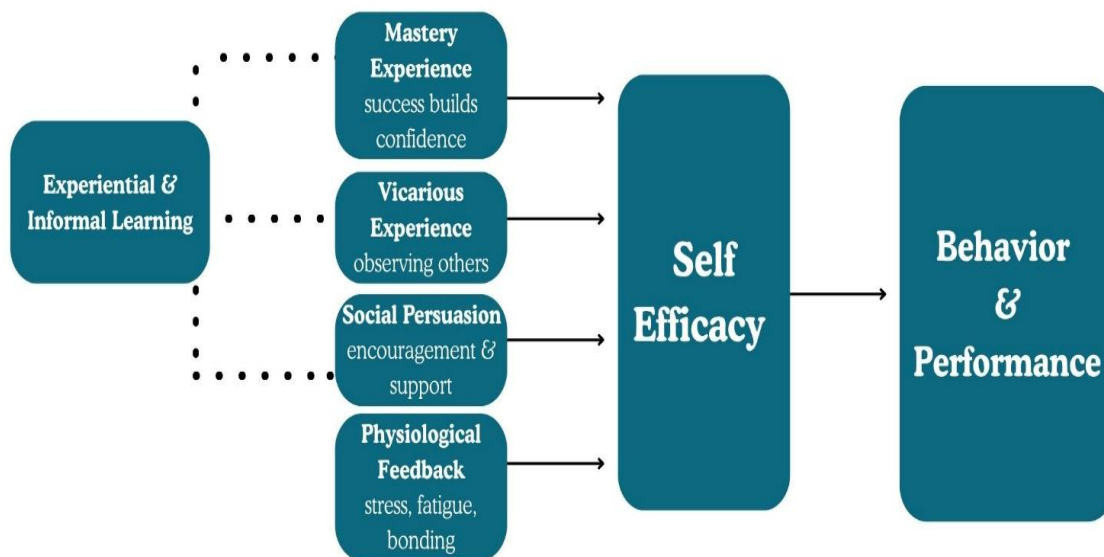 Experiential &
Informal Learning
Mastery
Experience
success builds
confidence
Vicarious
Experience
observing others
Social Persuasion
encouragement &
support
Physiological
Feedback
stress, fatigue,
bonding
Self
Efficacy
Behavior
&
Performance